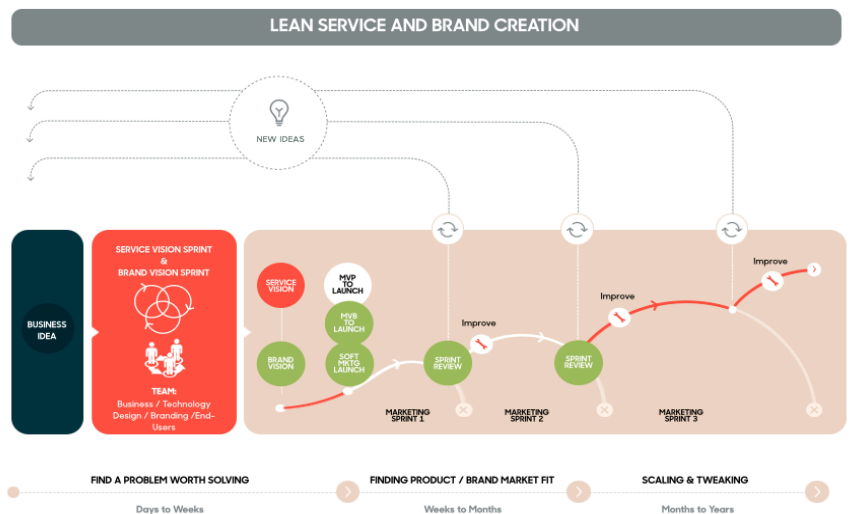 LEAN SERVICE AND BRAND CREATION
NEW IDEAS
BUSINESS
IDEA
SERVICE VISION SPRINT
&
BRAND VISION SPRINT
TEAM:
Business / Technology
Design / Branding /End-
Users
SERVICE
VISION
BRAND
VISION
MVP
TO
LAUNCH
MVB
TO
LAUNCH
SOFT
MKTG
LAUNCH
SPRINT
REVIEW
Improve
SPRINT
REVIEW
Improve
Improve
MARKETING
SPRINT 1
MARKETING
SPRINT 2
MARKETING
SPRINT 3
FIND A PROBLEM WORTH SOLVING
Days to Weeks
FINDING PRODUCT / BRAND MARKET FIT
Weeks to Months
SCALING & TWEAKING
Months to Years